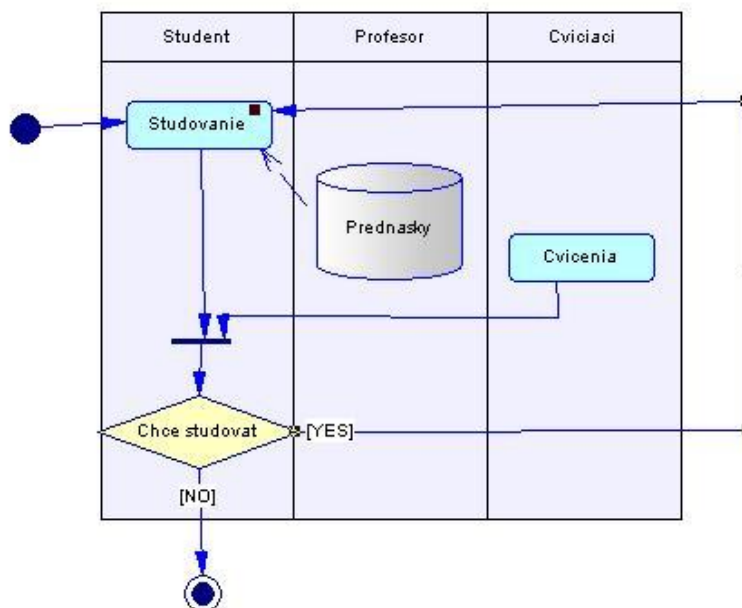 Student
Profesor
Cviciaci
Studovanie
Prednasky
Cvicenia
Chce studovat
[YES]
[NO]